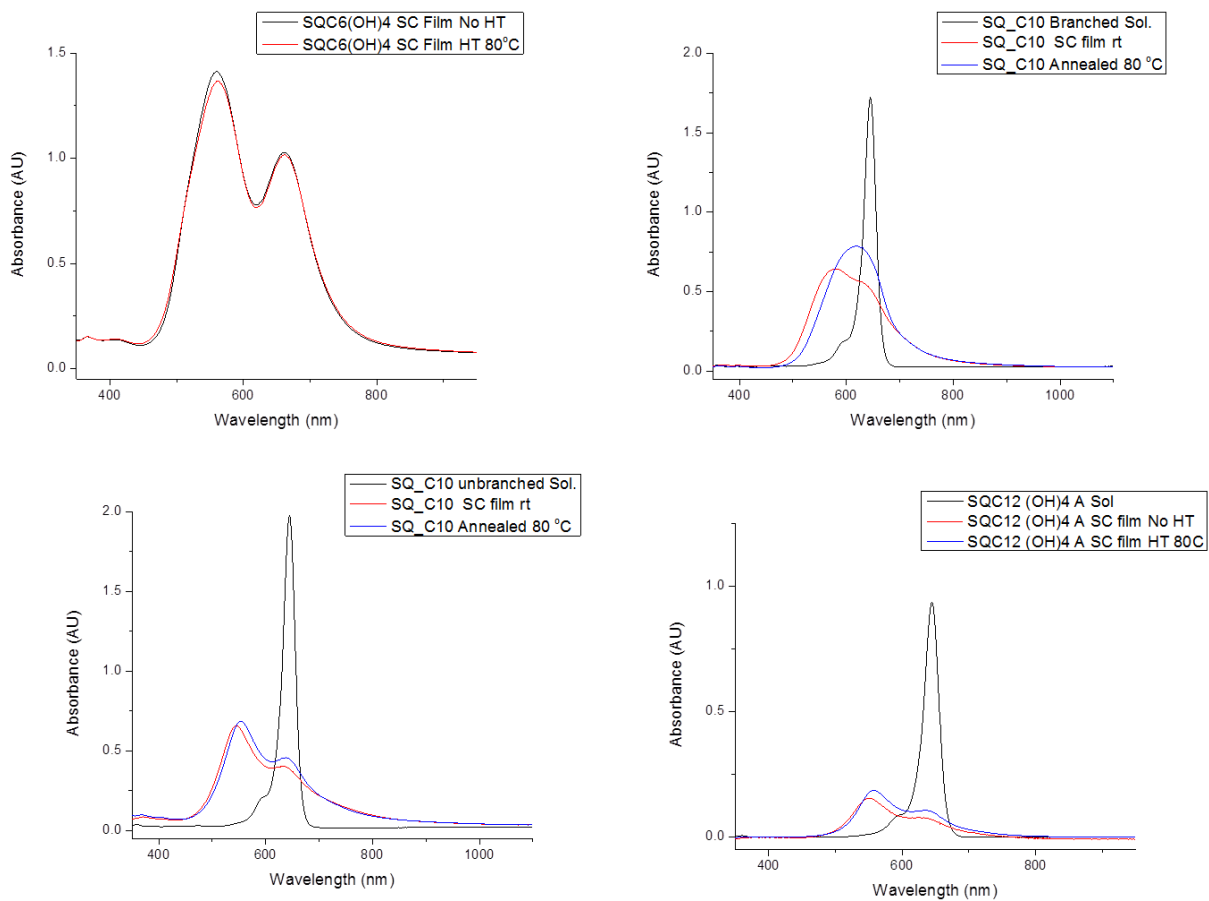 SQC6(OH)4 SC Film No HT
SQC6(OH)4 SC Film HT 80°C
1.5
1.0
0.5
0.0
Absorbance (AU)
400 600 800
Wavelength (nm)
SQ_C10 Branched Sol.
SQ_C10 SC film rt
SQ_C10 Annealed 80 °C
2.0
1.5
1.0
0.5
0.0
Absorbance (AU)
400 600 800 1000
Wavelength (nm)
SQ_C10 unbranched Sol.
SQ_C10 SC film rt
SQ_C10 Annealed 80 °C
2.0
1.5
1.0
0.5
0.0
Absorbance (AU)
400 600 800 1000
Wavelength (nm)
SQC12 (OH)4 A Sol
SQC12 (OH)4 A SC film No HT
SQC12 (OH)4 A SC film HT 80C
1.0
0.5
0.0
Absorbance (AU)
400 600 800
Wavelength (nm)